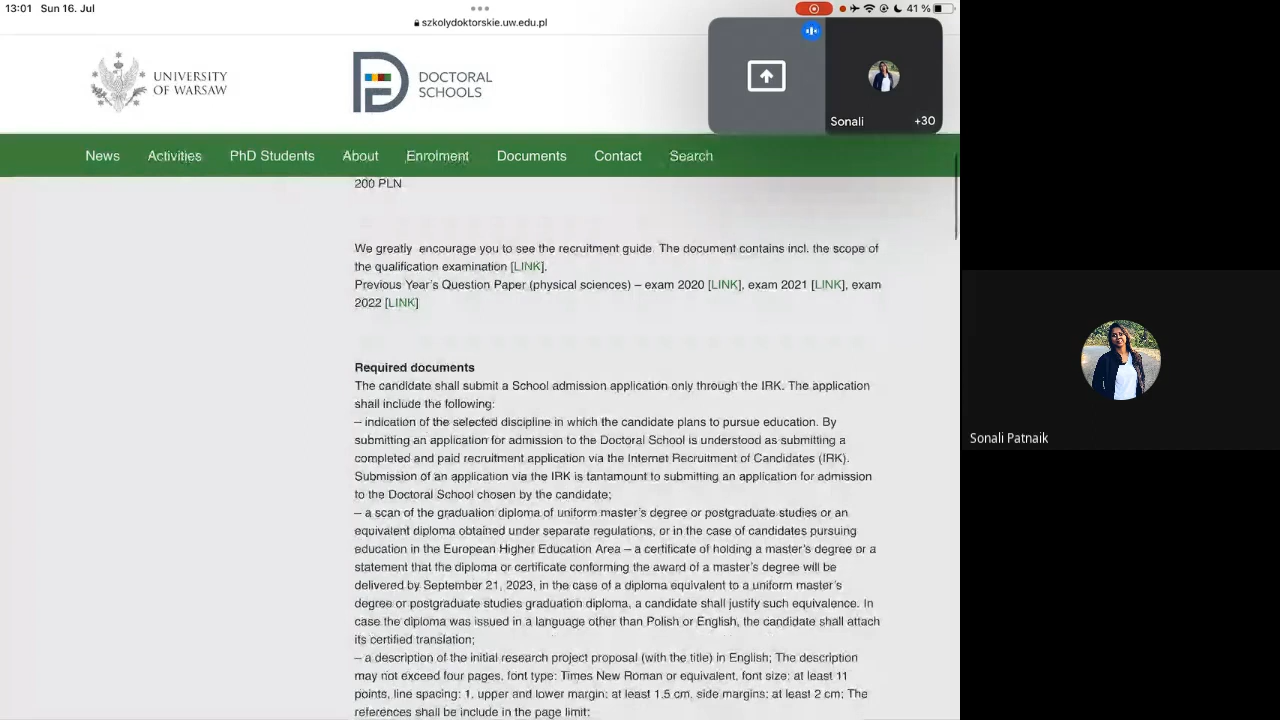 13:01 Sun 16. Jul
41 %
szkolydoktorskie.uw.edu.pl
UNIVERSITY
OF WARSAW
DOCTORAL
SCHOOLS
Sonali +30
News Activities PhD Students About Enrolment Documents Contact Search
200 PLN
We greatly encourage you to see the recruitment guide. The document contains incl. the scope of
the qualification examination [LINK].
Previous Year's Question Paper (physical sciences) – exam 2020 [LINK], exam 2021 [LINK], exam
2022 [LINK]
Required documents
The candidate shall submit a School admission application only through the IRK. The application
shall include the following:
– indication of the selected discipline in which the candidate plans to pursue education. By
submitting an application for admission to the Doctoral School is understood as submitting a
completed and paid recruitment application via the Internet Recruitment of Candidates (IRK).
Submission of an application via the IRK is tantamount to submitting an application for admission
to the Doctoral School chosen by the candidate;
– a scan of the graduation diploma of uniform master's degree or postgraduate studies or an
equivalent diploma obtained under separate regulations, or in the case of candidates pursuing
education in the European Higher Education Area – a certificate of holding a master's degree or a
statement that the diploma or certificate conforming the award of a master's degree will be
delivered by September 21, 2023, in the case of a diploma equivalent to a uniform master's
degree or postgraduate studies graduation diploma, a candidate shall justify such equivalence. In
case the diploma was issued in a language other than Polish or English, the candidate shall attach
its certified translation;
– a description of the initial research project proposal (with the title) in English; The description
may not exceed four pages, font type: Times New Roman or equivalent, font size: at least 11
points, line spacing: 1, upper and lower margin: at least 1.5 cm, side margins: at least 2 cm; The
references shall be include in the page limit;
Sonali Patnaik